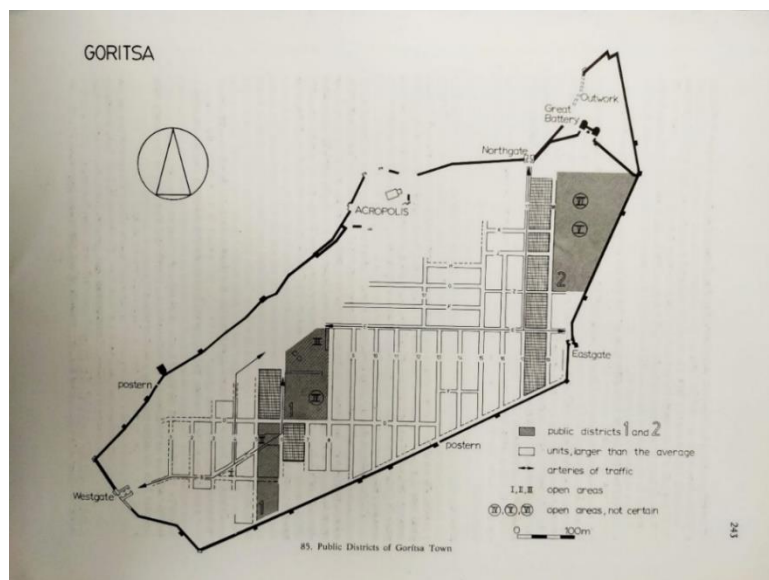 GORITSA
Outwork
Great
Battery
Northgate
ACROPOLIS
2
Eastgate
postern
1
postern
Westgate
1
public districts 1 and 2
units, larger than the average
arteries of traffic
I, II, III open areas
open areas, not certain
0 100m
85. Public Districts of Goritsa Town
243